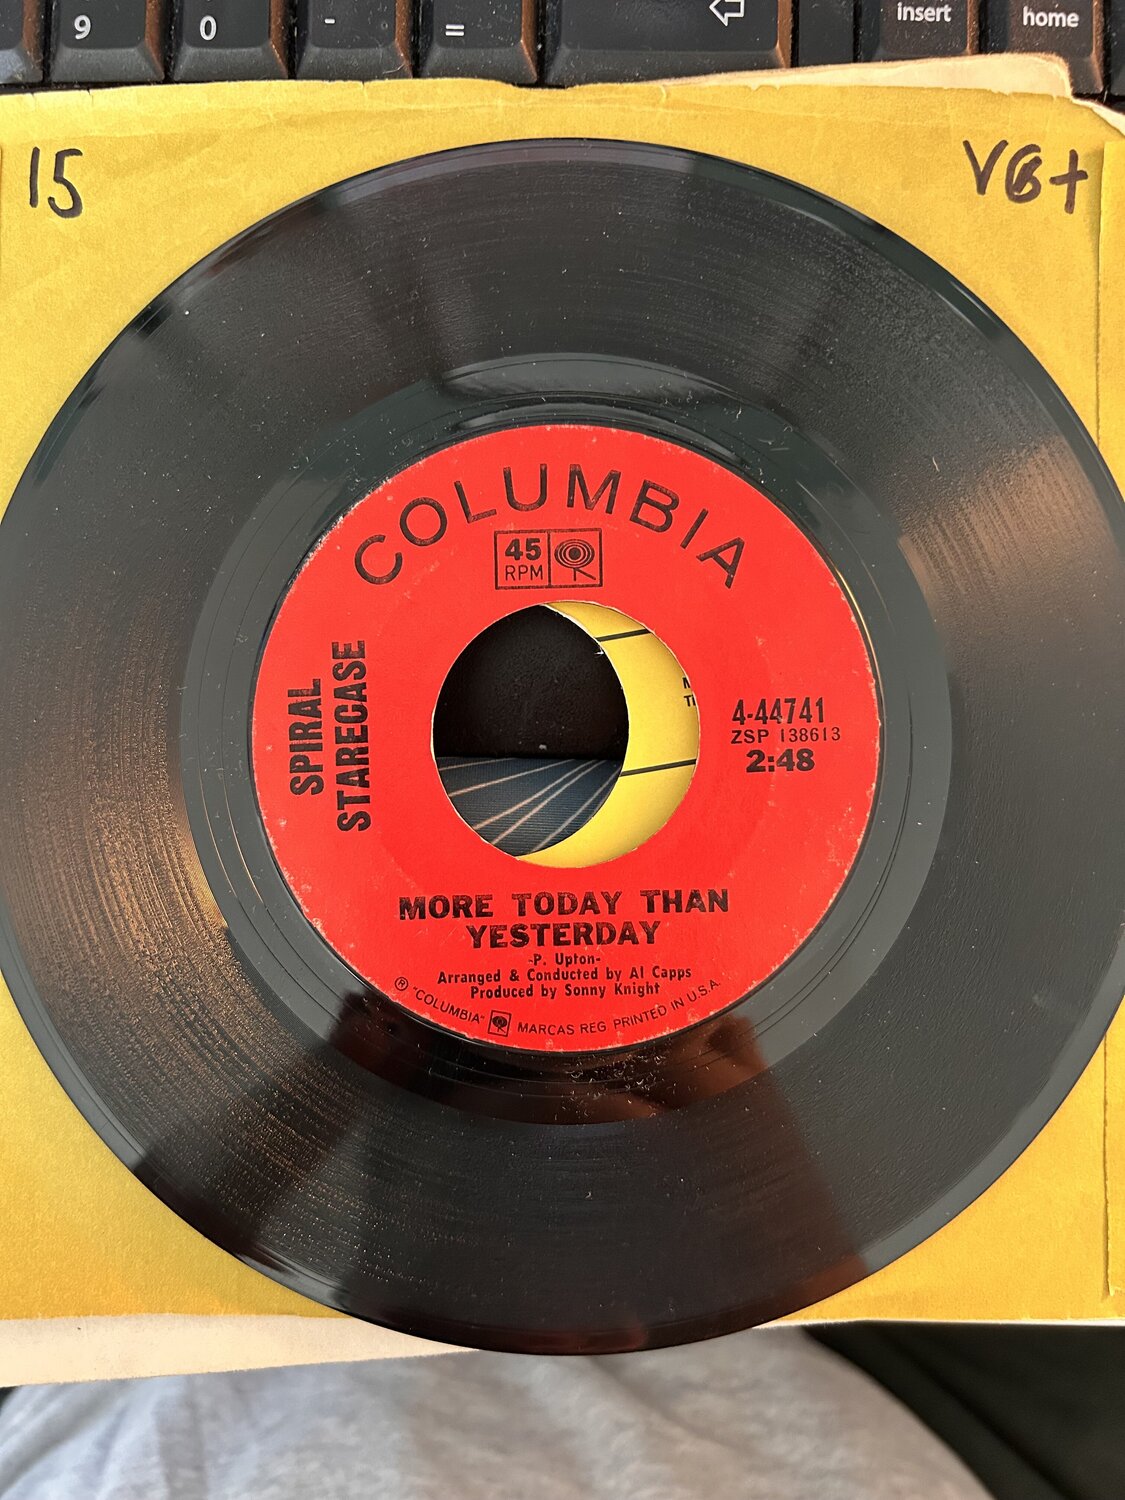 9
0
-
=
insert
home
15
VG+
COLUMBIA
45
RPM
SPIRAL
STARECASE
4-44741
ZSP 138613
2:48
MORE TODAY THAN
YESTERDAY
-P. Upton-
Arranged & Conducted by Al Capps
Produced by Sonny Knight
℗ "COLUMBIA" MARCAS REG. PRINTED IN U.S.A.